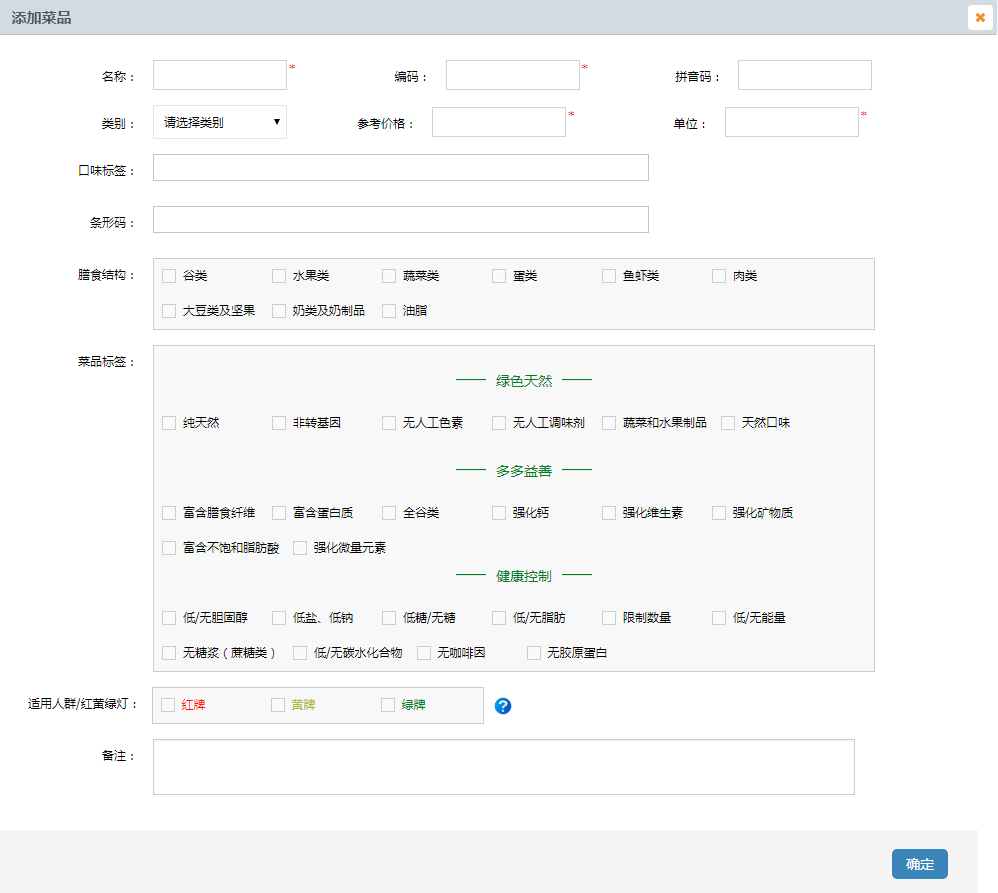 添加菜品
名称： * 编码： * 拼音码：
类别： 请选择类别 参考价格： * 单位： *
口味标签：
条形码：
膳食结构： 谷类 水果类 蔬菜类 蛋类 鱼虾类 肉类
大豆类及坚果 奶类及奶制品 油脂
菜品标签：
绿色天然
纯天然 非转基因 无人工色素 无人工调味剂 蔬菜和水果制品 天然口味
多多益善
富含膳食纤维 富含蛋白质 全谷类 强化钙 强化维生素 强化矿物质
富含不饱和脂肪酸 强化微量元素
健康控制
低/无胆固醇 低盐、低钠 低糖/无糖 低/无脂肪 限制数量 低/无能量
无糖浆（蔗糖类） 低/无碳水化合物 无咖啡因 无胶原蛋白
适用人群/红黄绿灯： 红牌 黄牌 绿牌 ?
备注：
确定